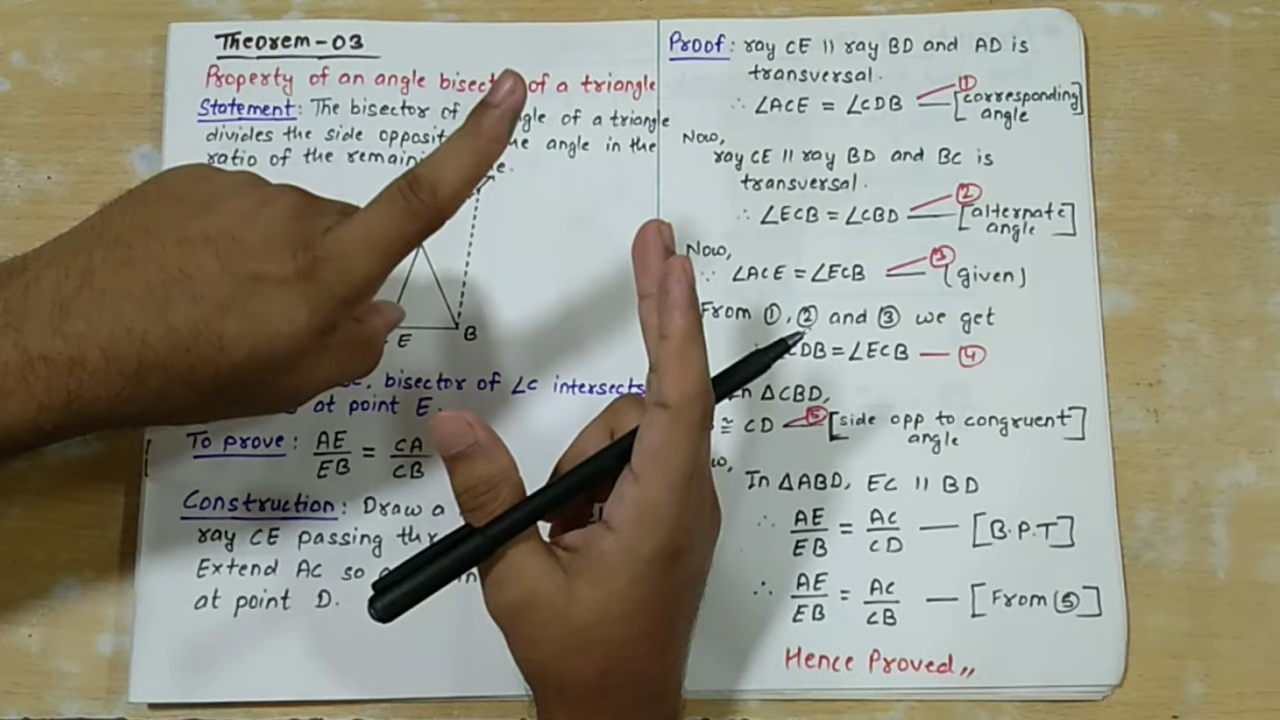 Theorem-03
Property of an angle bisect of a triangle
Statement: The bisector of gle of a triangle
divides the side opposit angle in the
ratio of the remain
e.
E B
bisector of ∠C intersects
at point E.
To prove: AE/EB = CA/CB
Construction: Draw a
ray CE passing thr
Extend AC so
at point D.
Proof: ray CE || ray BD and AD is
transversal.
∴ ∠ACE = ∠CDB — ① [corresponding
angle]
Now,
ray CE || ray BD and BC is
transversal.
∴ ∠ECB = ∠CBD — ② [alternate
angle]
Now,
∵ ∠ACE = ∠ECB — ③ (given)
From ①, ② and ③ we get
CDB = ∠ECB — ④
In △CBD,
≅ CD — ⑤ [side opp to congruent
angle]
In △ABD, EC || BD
∴ AE/EB = AC/CD — [B.P.T]
∴ AE/EB = AC/CB — [From ⑤]
Hence Proved,,